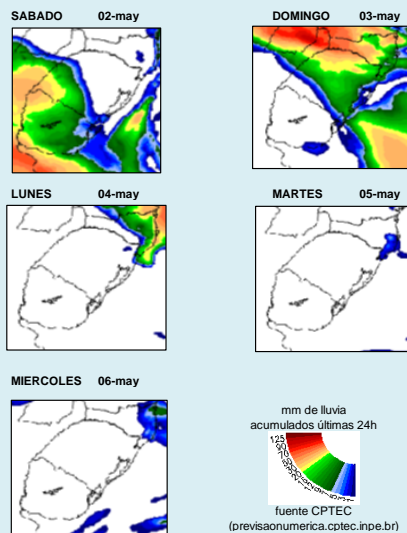 SABADO 02-may
DOMINGO 03-may
LUNES 04-may
MARTES 05-may
MIERCOLES 06-may
mm de lluvia
acumulados últimas 24h
fuente CPTEC
(previsaonumerica.cptec.inpe.br)